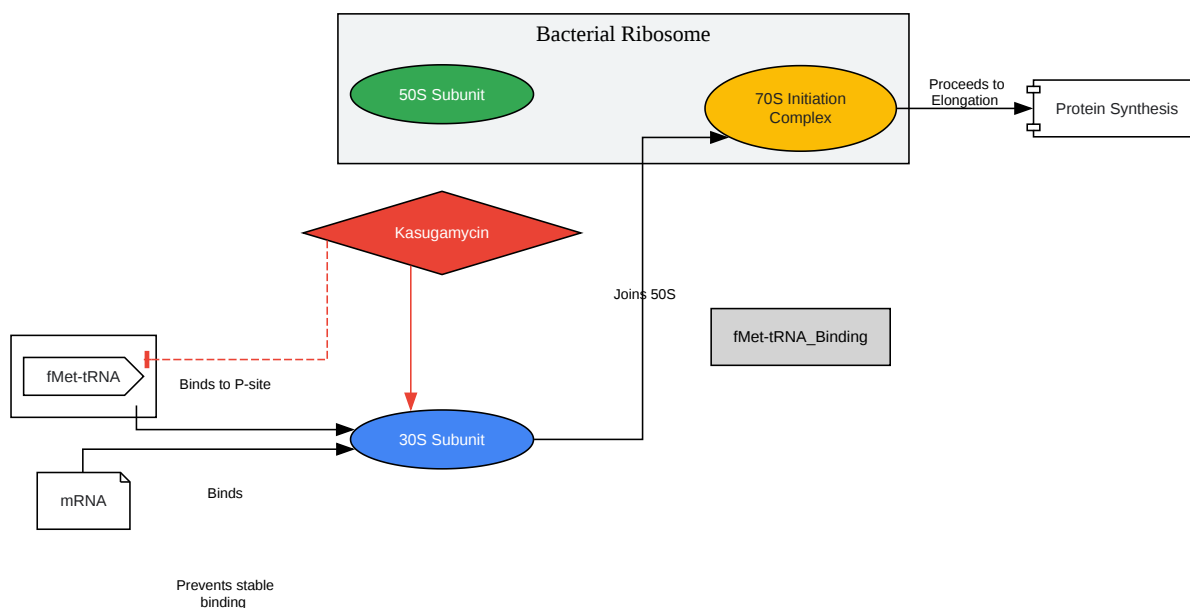 Bacterial Ribosome
50S Subunit
70S Initiation
Complex
Proceeds to
Elongation
Protein Synthesis
Kasugamycin
Joins 50S
fMet-tRNA_Binding
fMet-tRNA
Binds to P-site
30S Subunit
mRNA
Binds
Prevents stable
binding